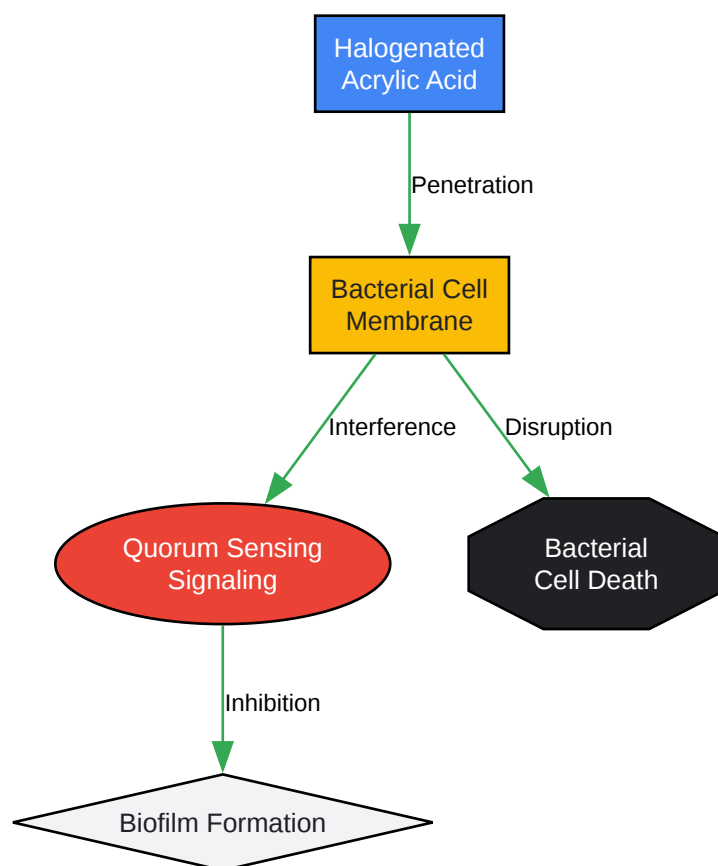 Halogenated
Acrylic Acid
Penetration
Bacterial Cell
Membrane
Interference
Disruption
Quorum Sensing
Signaling
Bacterial
Cell Death
Inhibition
Biofilm Formation